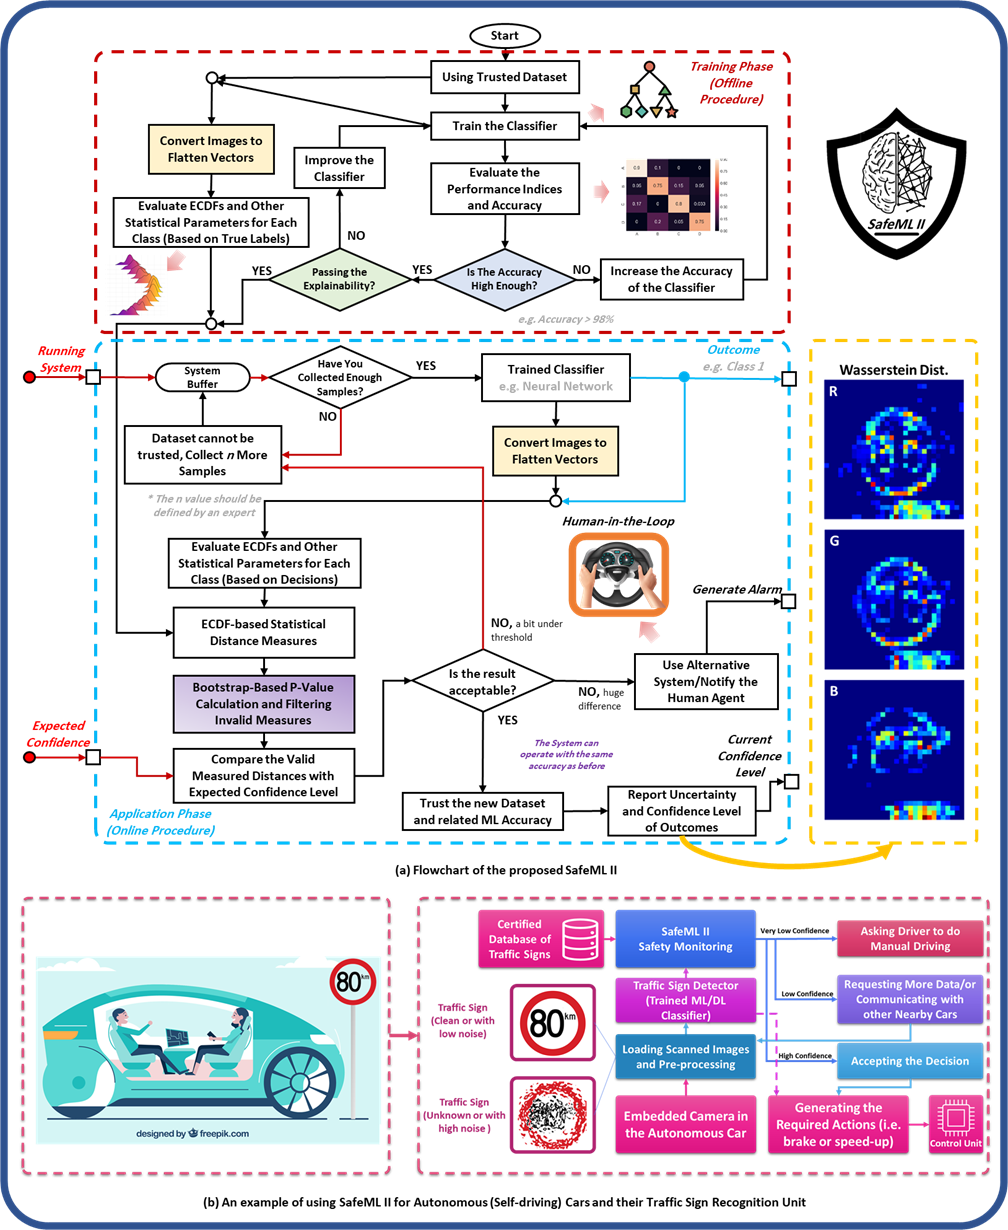 Start
Training Phase
(Offline
Procedure)
Using Trusted Dataset
Train the Classifier
Convert Images to
Flatten Vectors
Improve the
Classifier
Evaluate the
Performance Indices
and Accuracy
Evaluate ECDFs and Other
Statistical Parameters for Each
Class (Based on True Labels)
NO
YES
Passing the
Explainability?
YES
Is The Accuracy
High Enough?
NO
Increase the Accuracy
of the Classifier
e.g. Accuracy > 98%
SafeML II
Running
System
System
Buffer
Have You
Collected Enough
Samples?
YES
NO
Trained Classifier
e.g. Neural Network
Outcome
e.g. Class 1
Dataset cannot be
trusted, Collect n More
Samples
* The n value should be
defined by an expert
Convert Images to
Flatten Vectors
Human-in-the-Loop
Evaluate ECDFs and Other
Statistical Parameters for Each
Class (Based on Decisions)
ECDF-based Statistical
Distance Measures
Bootstrap-Based P-Value
Calculation and Filtering
Invalid Measures
Expected
Confidence
Compare the Valid
Measured Distances with
Expected Confidence Level
NO, a bit under
threshold
Is the result
acceptable?
NO, huge
difference
YES
Generate Alarm
Use Alternative
System/Notify the
Human Agent
The System can
operate with the same
accuracy as before
Current
Confidence
Level
Trust the new Dataset
and related ML Accuracy
Report Uncertainty
and Confidence Level
of Outcomes
Application Phase
(Online Procedure)
Wasserstein Dist.
R
G
B
(a) Flowchart of the proposed SafeML II
80 km
designed by freepik.com
Certified
Database of
Traffic Signs
SafeML II
Safety Monitoring
Very Low Confidence
Asking Driver to do
Manual Driving
Traffic Sign
(Clean or with
low noise)
80 km
Traffic Sign Detector
(Trained ML/DL
Classifier)
Low Confidence
Requesting More Data/or
Communicating with
other Nearby Cars
Loading Scanned Images
and Pre-processing
High Confidence
Accepting the Decision
Traffic Sign
(Unknown or with
high noise )
Embedded Camera in
the Autonomous Car
Generating the
Required Actions (i.e.
brake or speed-up)
Control Unit
(b) An example of using SafeML II for Autonomous (Self-driving) Cars and their Traffic Sign Recognition Unit